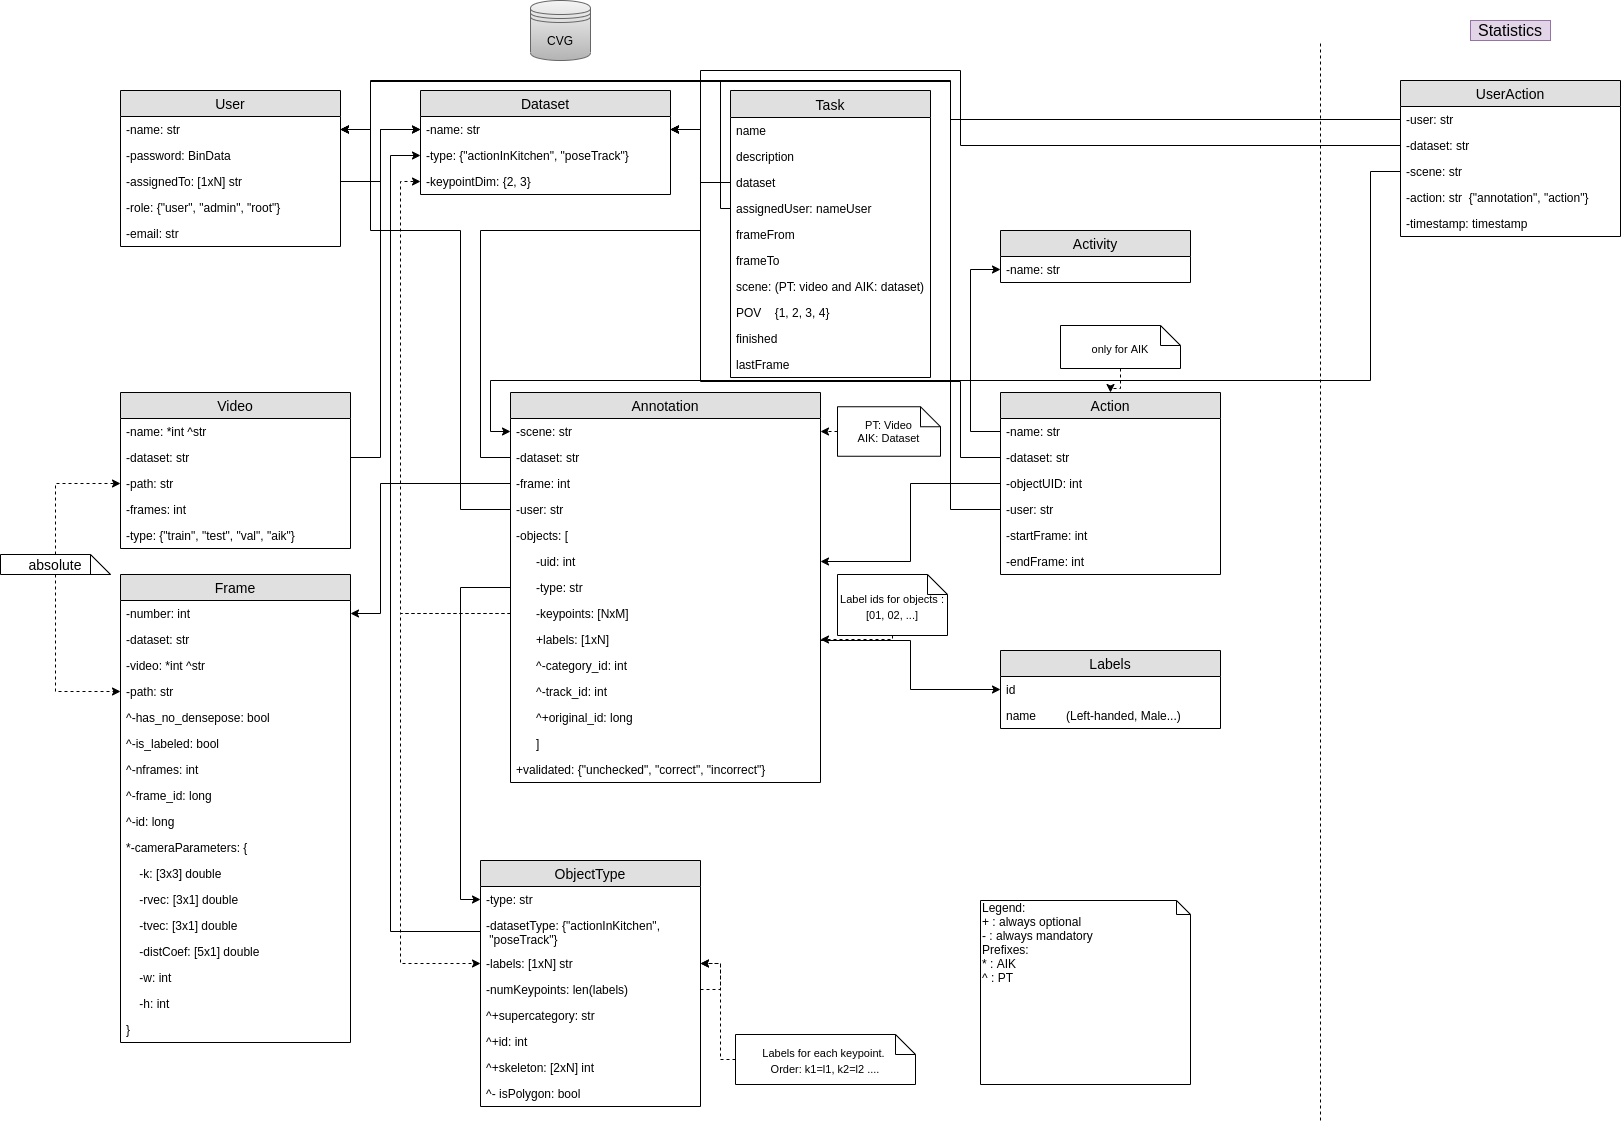 CVG
Statistics
User
-name: str
-password: BinData
-assignedTo: [1xN] str
-role: {"user", "admin", "root"}
-email: str
Dataset
-name: str
-type: {"actionInKitchen", "poseTrack"}
-keypointDim: {2, 3}
Task
name
description
dataset
assignedUser: nameUser
frameFrom
frameTo
scene: (PT: video and AIK: dataset)
POV {1, 2, 3, 4}
finished
lastFrame
UserAction
-user: str
-dataset: str
-scene: str
-action: str {"annotation", "action"}
-timestamp: timestamp
Activity
-name: str
only for AIK
Video
-name: *int ^str
-dataset: str
-path: str
-frames: int
-type: {"train", "test", "val", "aik"}
absolute
Frame
-number: int
-dataset: str
-video: *int ^str
-path: str
^-has_no_densepose: bool
^-is_labeled: bool
^-nframes: int
^-frame_id: long
^-id: long
*-cameraParameters: {
-k: [3x3] double
-rvec: [3x1] double
-tvec: [3x1] double
-distCoef: [5x1] double
-w: int
-h: int
}
Annotation
-scene: str
-dataset: str
-frame: int
-user: str
-objects: [
-uid: int
-type: str
-keypoints: [NxM]
+labels: [1xN]
^-category_id: int
^-track_id: int
^+original_id: long
]
+validated: {"unchecked", "correct", "incorrect"}
PT: Video
AIK: Dataset
Action
-name: str
-dataset: str
-objectUID: int
-user: str
-startFrame: int
-endFrame: int
Label ids for objects :
[01, 02, ...]
Labels
id
name (Left-handed, Male...)
ObjectType
-type: str
-datasetType: {"actionInKitchen",
"poseTrack"}
-labels: [1xN] str
-numKeypoints: len(labels)
^+supercategory: str
^+id: int
^+skeleton: [2xN] int
^- isPolygon: bool
Labels for each keypoint.
Order: k1=l1, k2=l2 ....
Legend:
+ : always optional
- : always mandatory
Prefixes:
* : AIK
^ : PT